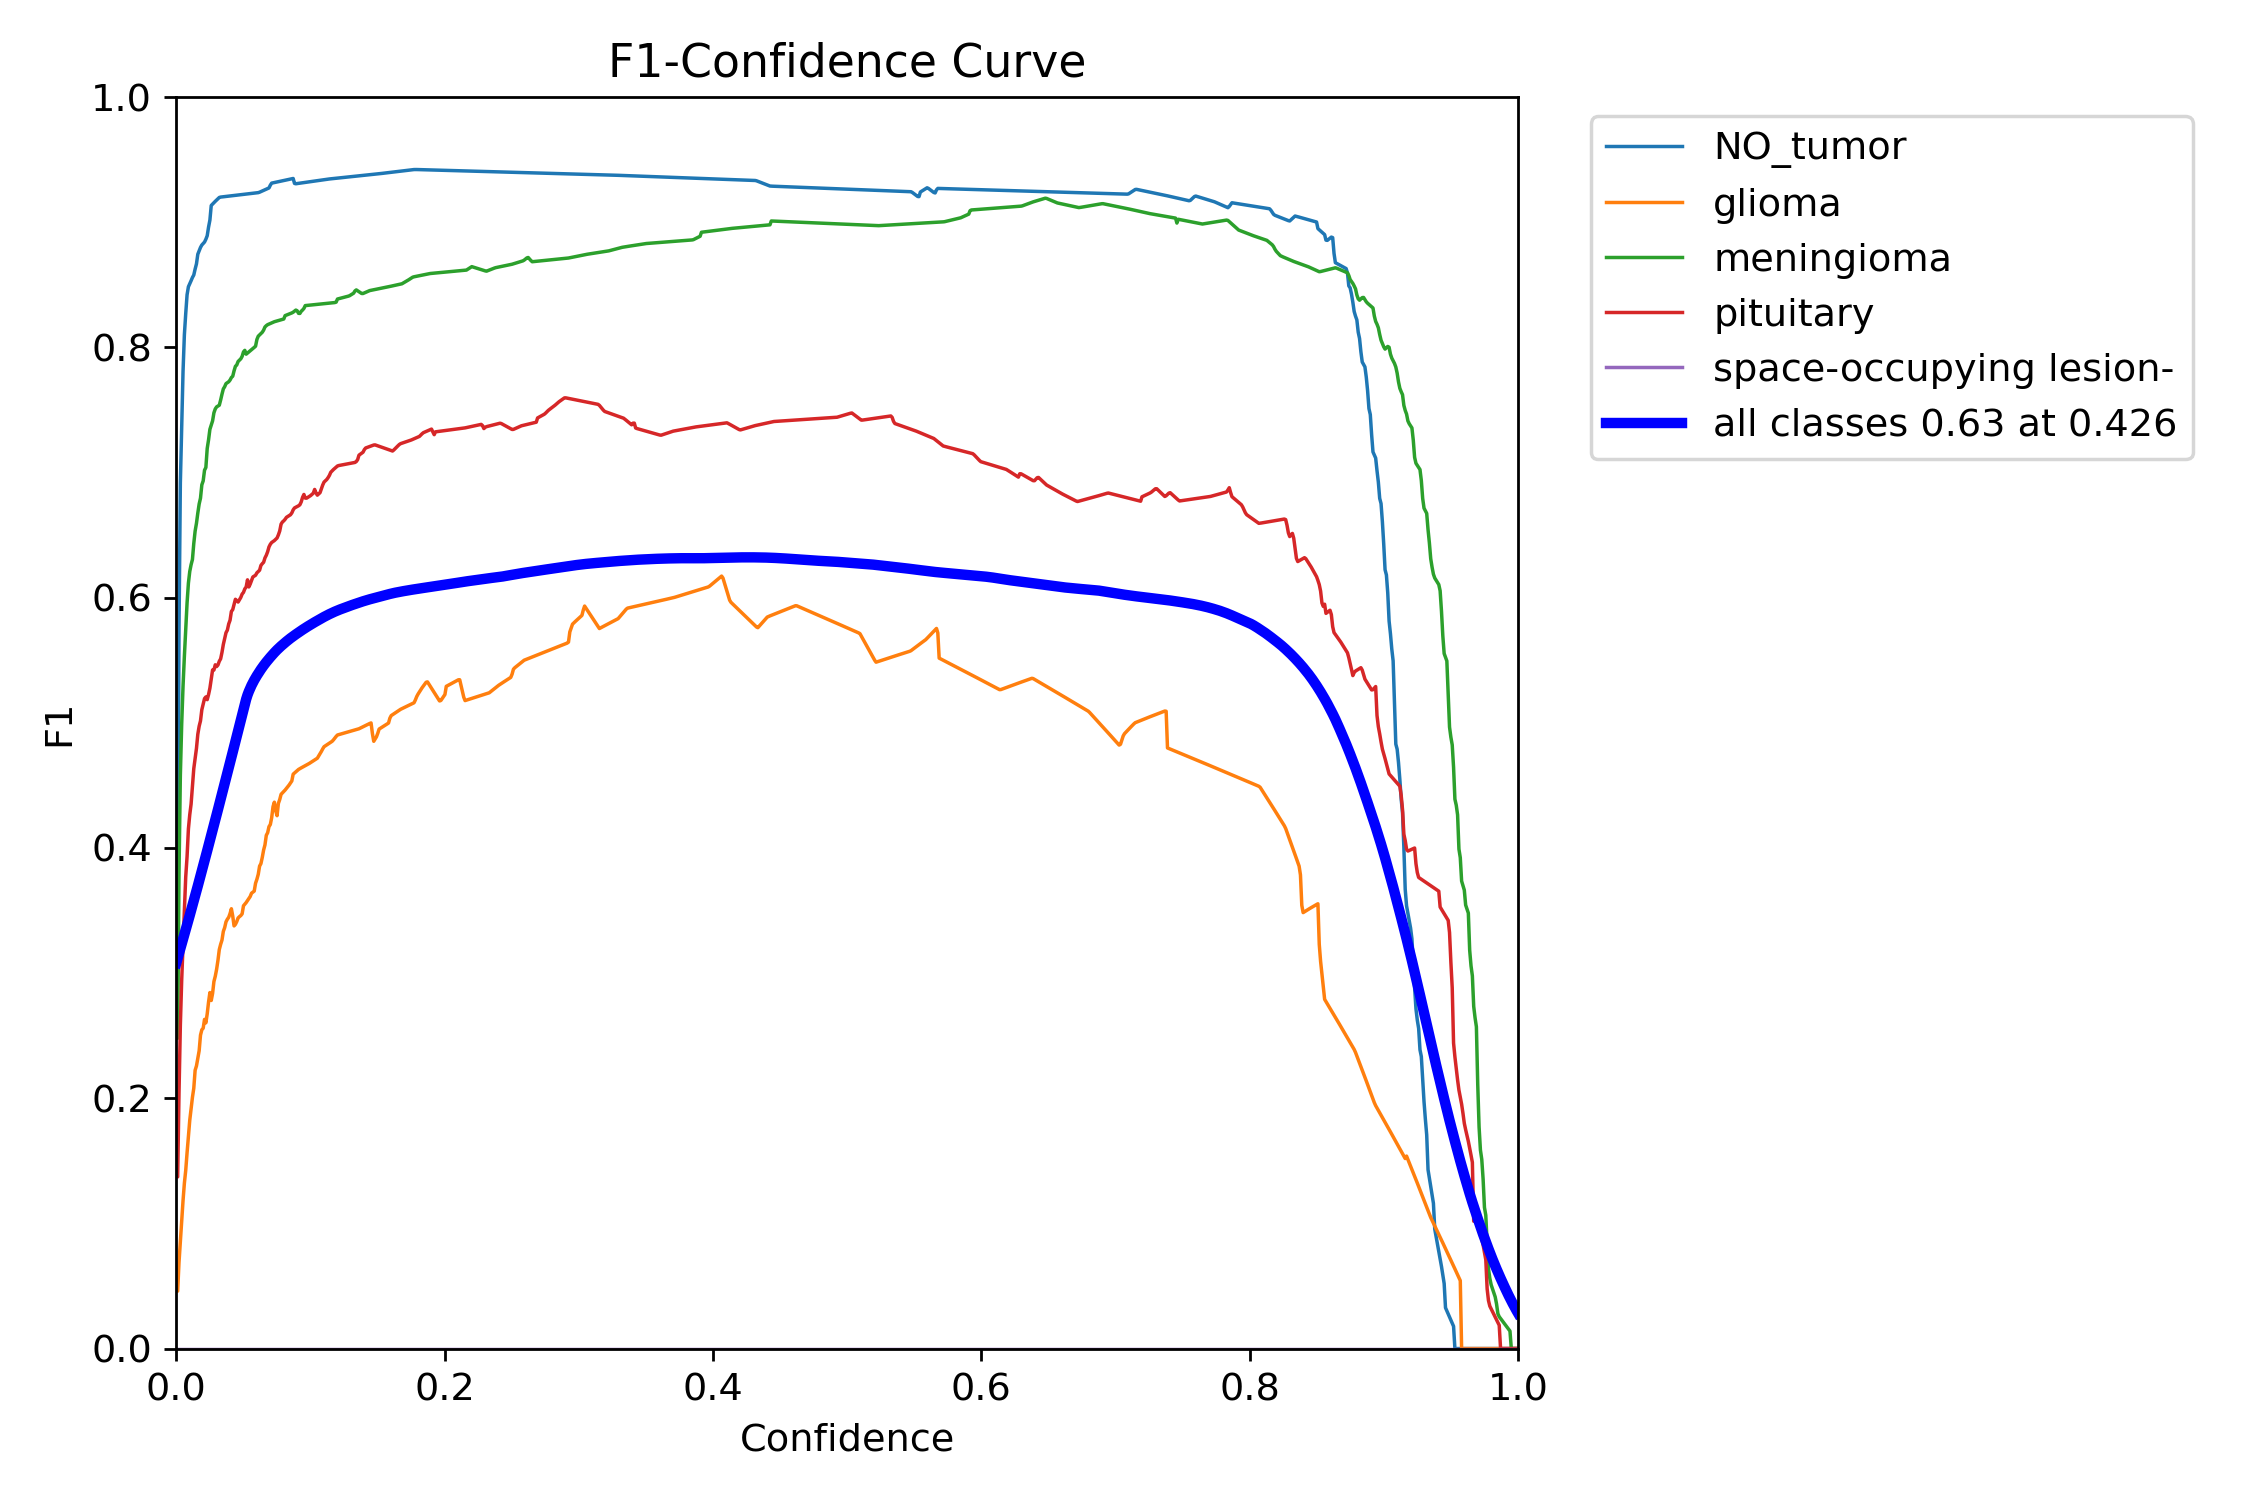 F1-Confidence Curve
1.0
0.8
0.6
0.4
0.2
0.0
F1
0.0 0.2 0.4 0.6 0.8 1.0
Confidence
NO_tumor
glioma
meningioma
pituitary
space-occupying lesion-
all classes 0.63 at 0.426